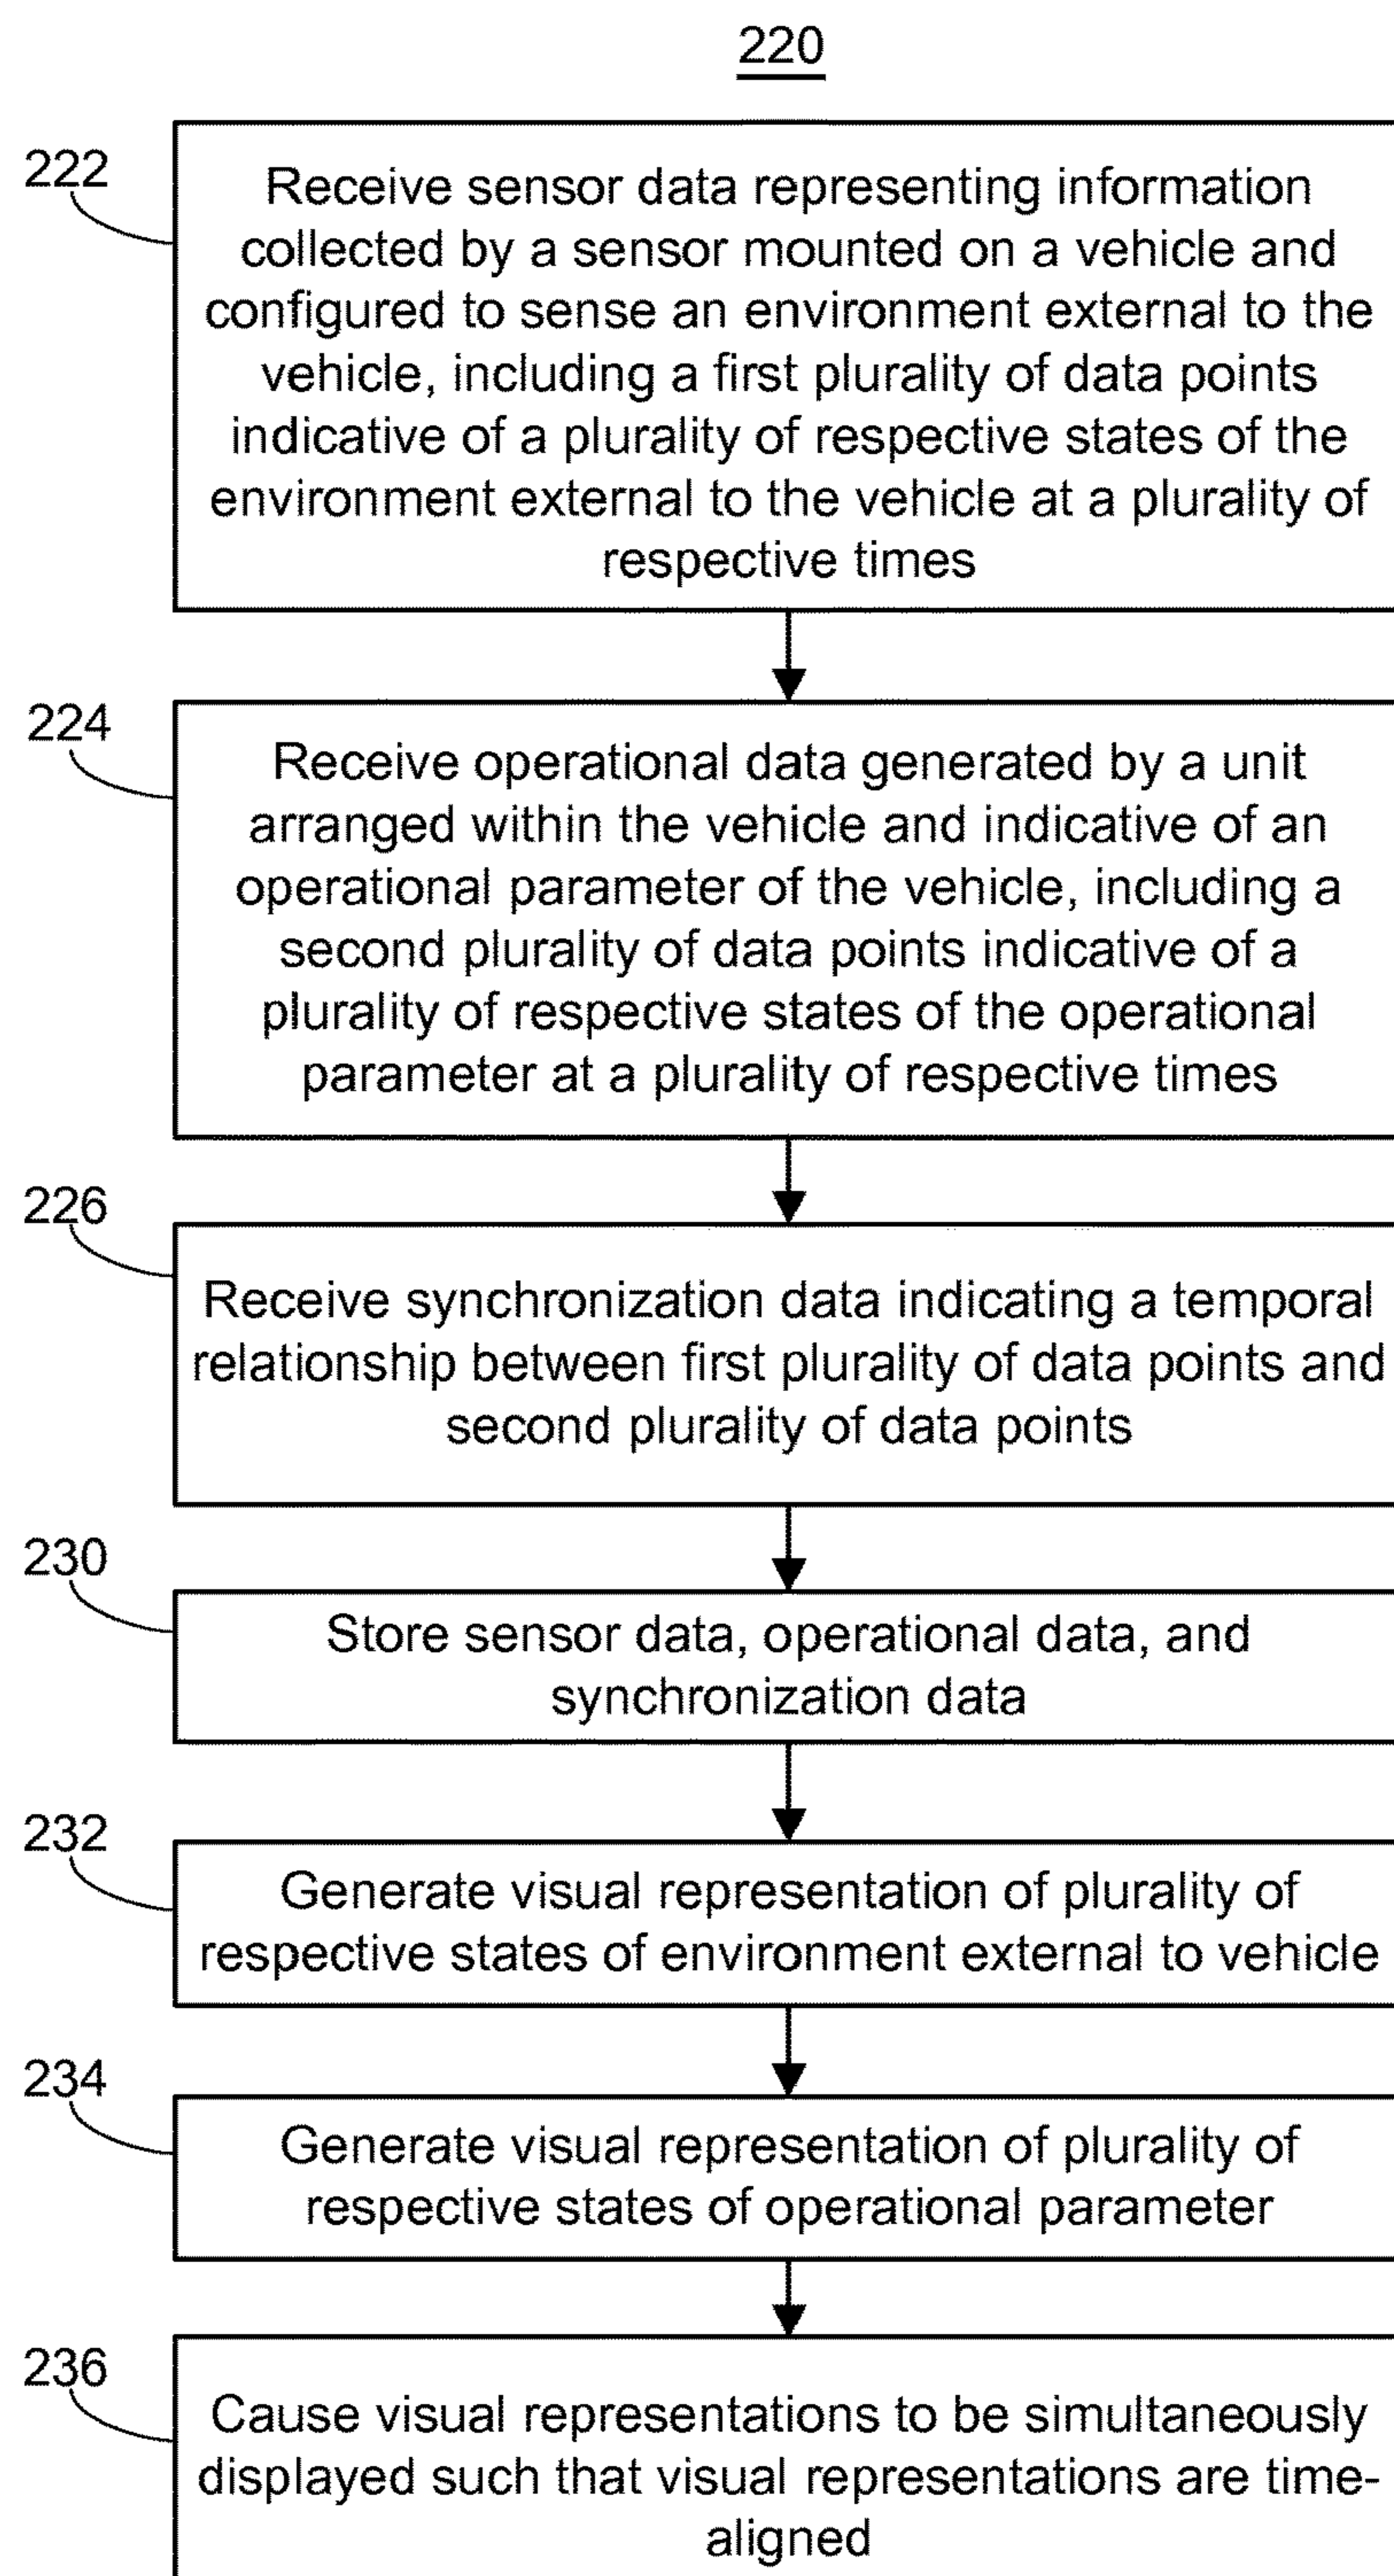 220
222
Receive sensor data representing information
collected by a sensor mounted on a vehicle and
configured to sense an environment external to the
vehicle, including a first plurality of data points
indicative of a plurality of respective states of the
environment external to the vehicle at a plurality of
respective times
224
Receive operational data generated by a unit
arranged within the vehicle and indicative of an
operational parameter of the vehicle, including a
second plurality of data points indicative of a
plurality of respective states of the operational
parameter at a plurality of respective times
226
Receive synchronization data indicating a temporal
relationship between first plurality of data points and
second plurality of data points
230
Store sensor data, operational data, and
synchronization data
232
Generate visual representation of plurality of
respective states of environment external to vehicle
234
Generate visual representation of plurality of
respective states of operational parameter
236
Cause visual representations to be simultaneously
displayed such that visual representations are time-
aligned